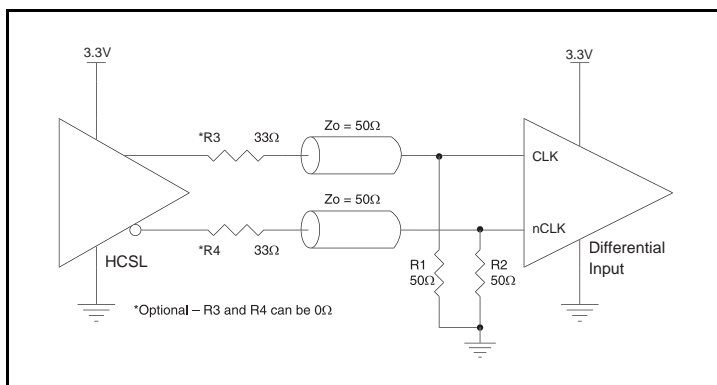 3.3V
3.3V
*R3 33Ω
Zo = 50Ω
CLK
Zo = 50Ω
nCLK
*R4 33Ω
HCSL
Differential
Input
R1
50Ω
R2
50Ω
*Optional – R3 and R4 can be 0Ω